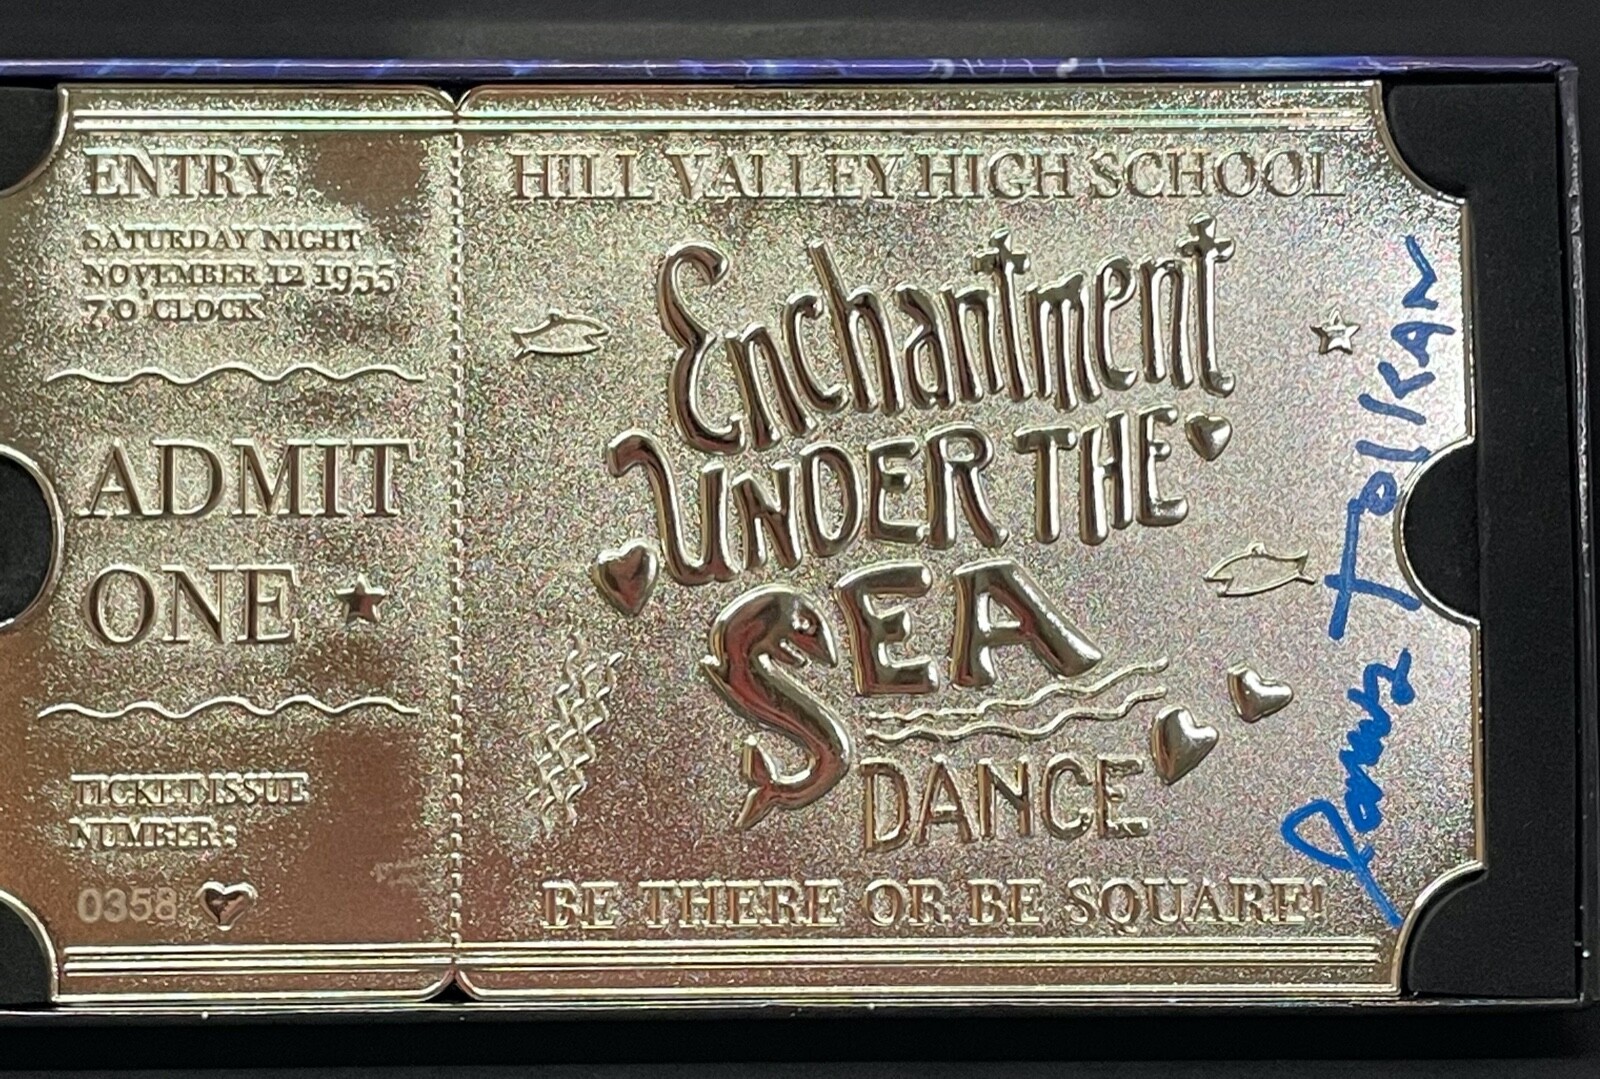 ENTRY:
SATURDAY NIGHT
NOVEMBER 12 1955
7 O'CLOCK
ADMIT
ONE
TICKET ISSUE
NUMBER:
0358
HILL VALLEY HIGH SCHOOL
Enchantment
UNDER THE
SEA
DANCE
BE THERE OR BE SQUARE!
James Tolkan